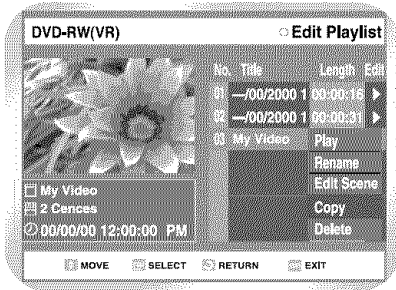 DVD-RW(VR)
Edit Playlist
No. Title Length Edit
01 —/00/2000 1 00:00:16
02 —/00/2000 1 00:00:31
03 My Video
Play
Rename
Edit Scene
Copy
Delete
My Video
2 Cences
00/00/00 12:00:00 PM
MOVE SELECT RETURN EXIT